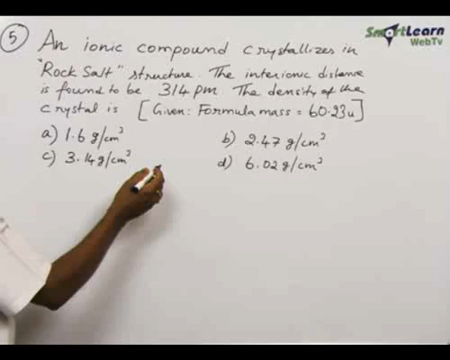 SmartLearn
WebTv
5 An ionic compound crystallizes in
"Rock Salt" structure. The interionic distance
is found to be 314 pm. The density of the
crystal is [Given: Formula mass = 60.23u]
a) 1.6 g/cm³ b) 2.47 g/cm³
c) 3.14 g/cm³ d) 6.02 g/cm³